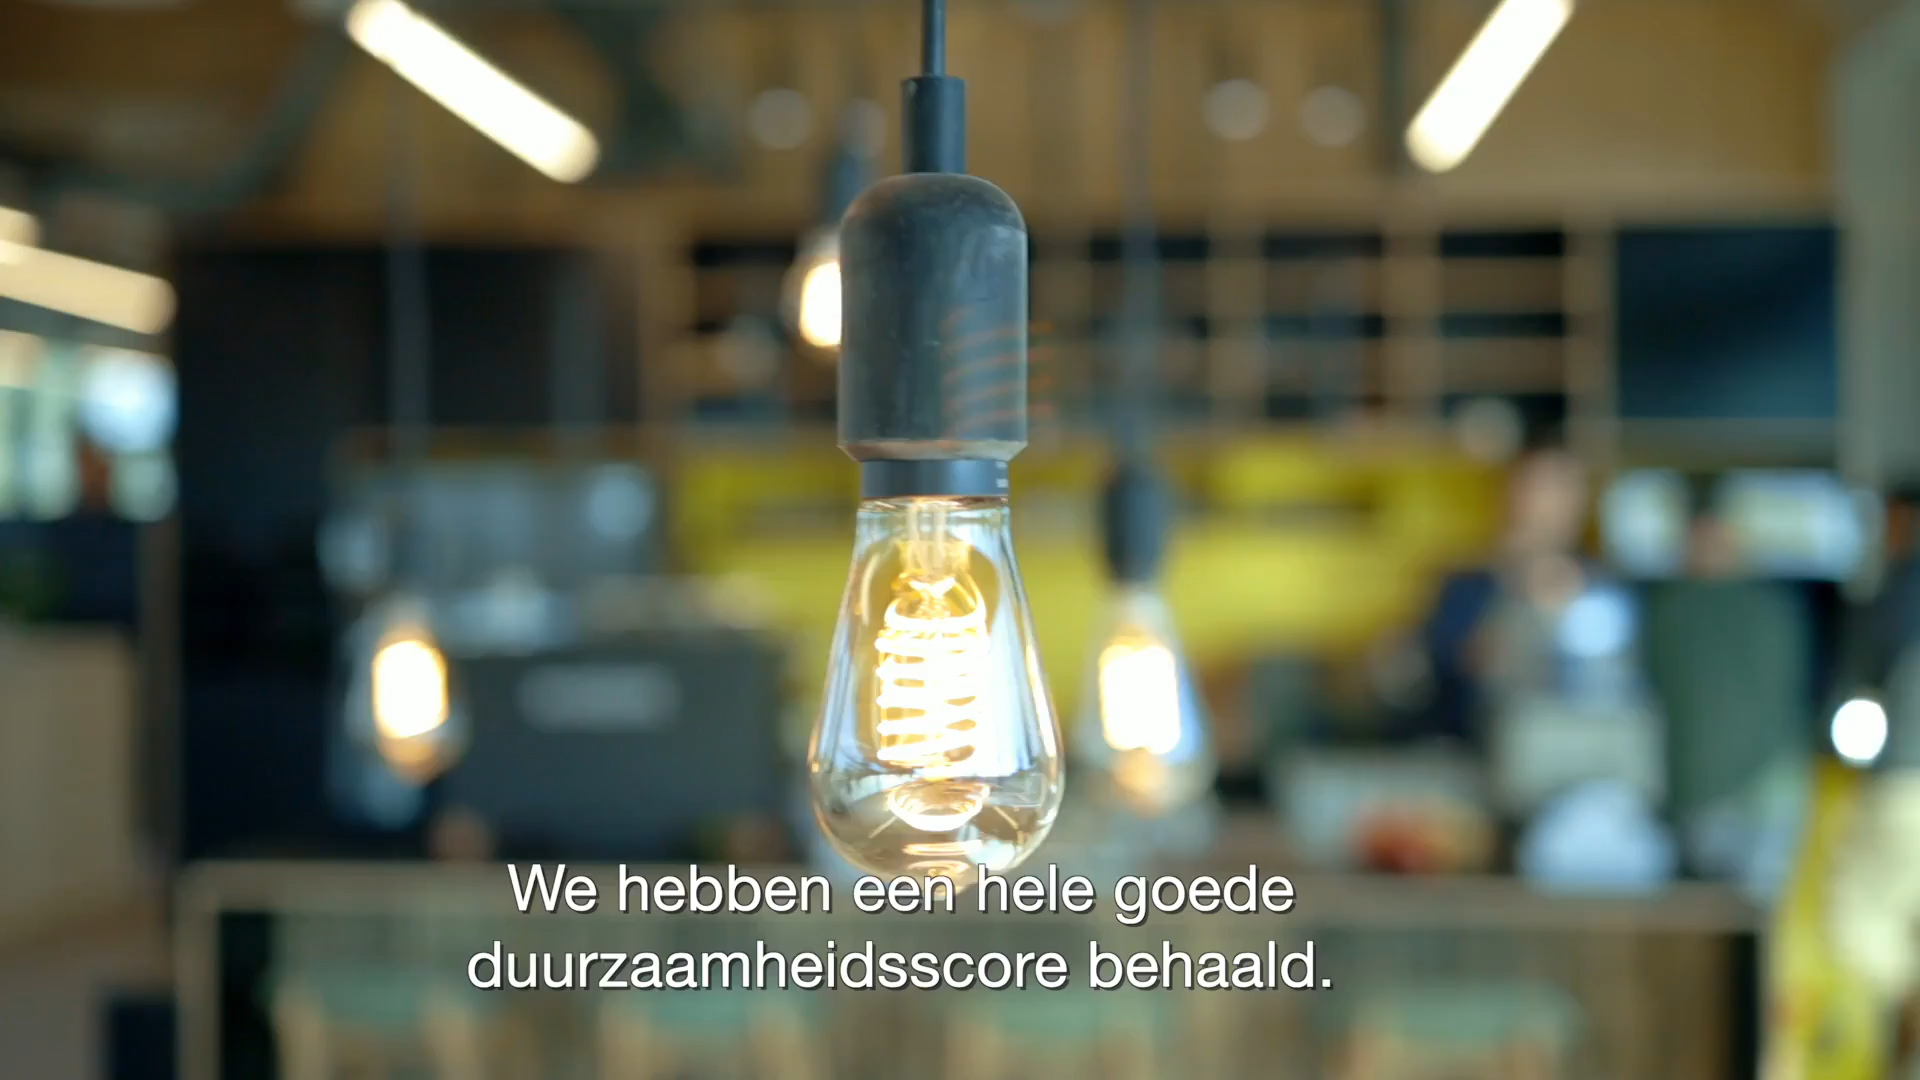 We hebben een hele goede
duurzaamheidsscore behaald.